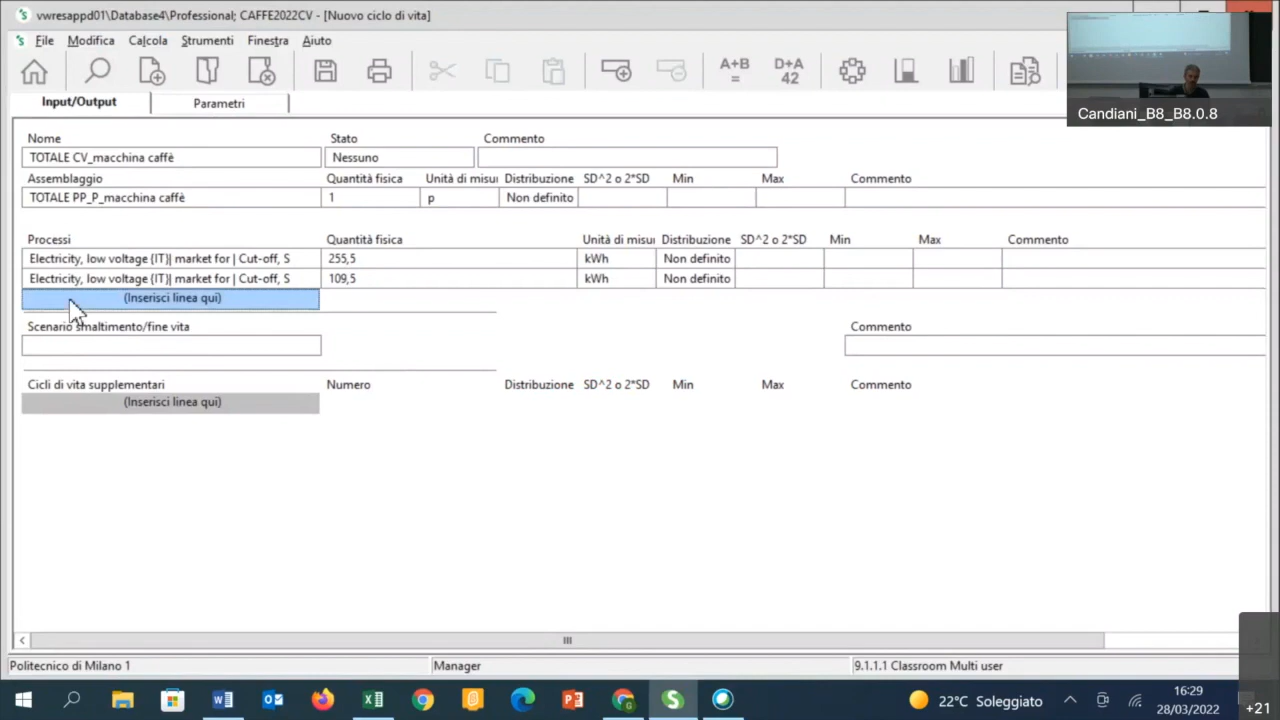 vwresappd01\Database4\Professional; CAFFE2022CV - [Nuovo ciclo di vita]
File Modifica Calcola Strumenti Finestra Aiuto
A+B
=
D+A
42
Input/Output Parametri
Candiani_B8_B8.0.8
Nome Stato Commento
TOTALE CV_macchina caffè Nessuno
Assemblaggio Quantità fisica Unità di misur Distribuzione SD^2 o 2*SD Min Max Commento
TOTALE PP_P_macchina caffè 1 p Non definito
Processi Quantità fisica Unità di misur Distribuzione SD^2 o 2*SD Min Max Commento
Electricity, low voltage {IT}| market for | Cut-off, S 255,5 kWh Non definito
Electricity, low voltage {IT}| market for | Cut-off, S 109,5 kWh Non definito
(Inserisci linea qui)
Scenario smaltimento/fine vita Commento
Cicli di vita supplementari Numero Distribuzione SD^2 o 2*SD Min Max Commento
(Inserisci linea qui)
Politecnico di Milano 1 Manager 9.1.1.1 Classroom Multi user
22°C Soleggiato
16:29
28/03/2022
+21